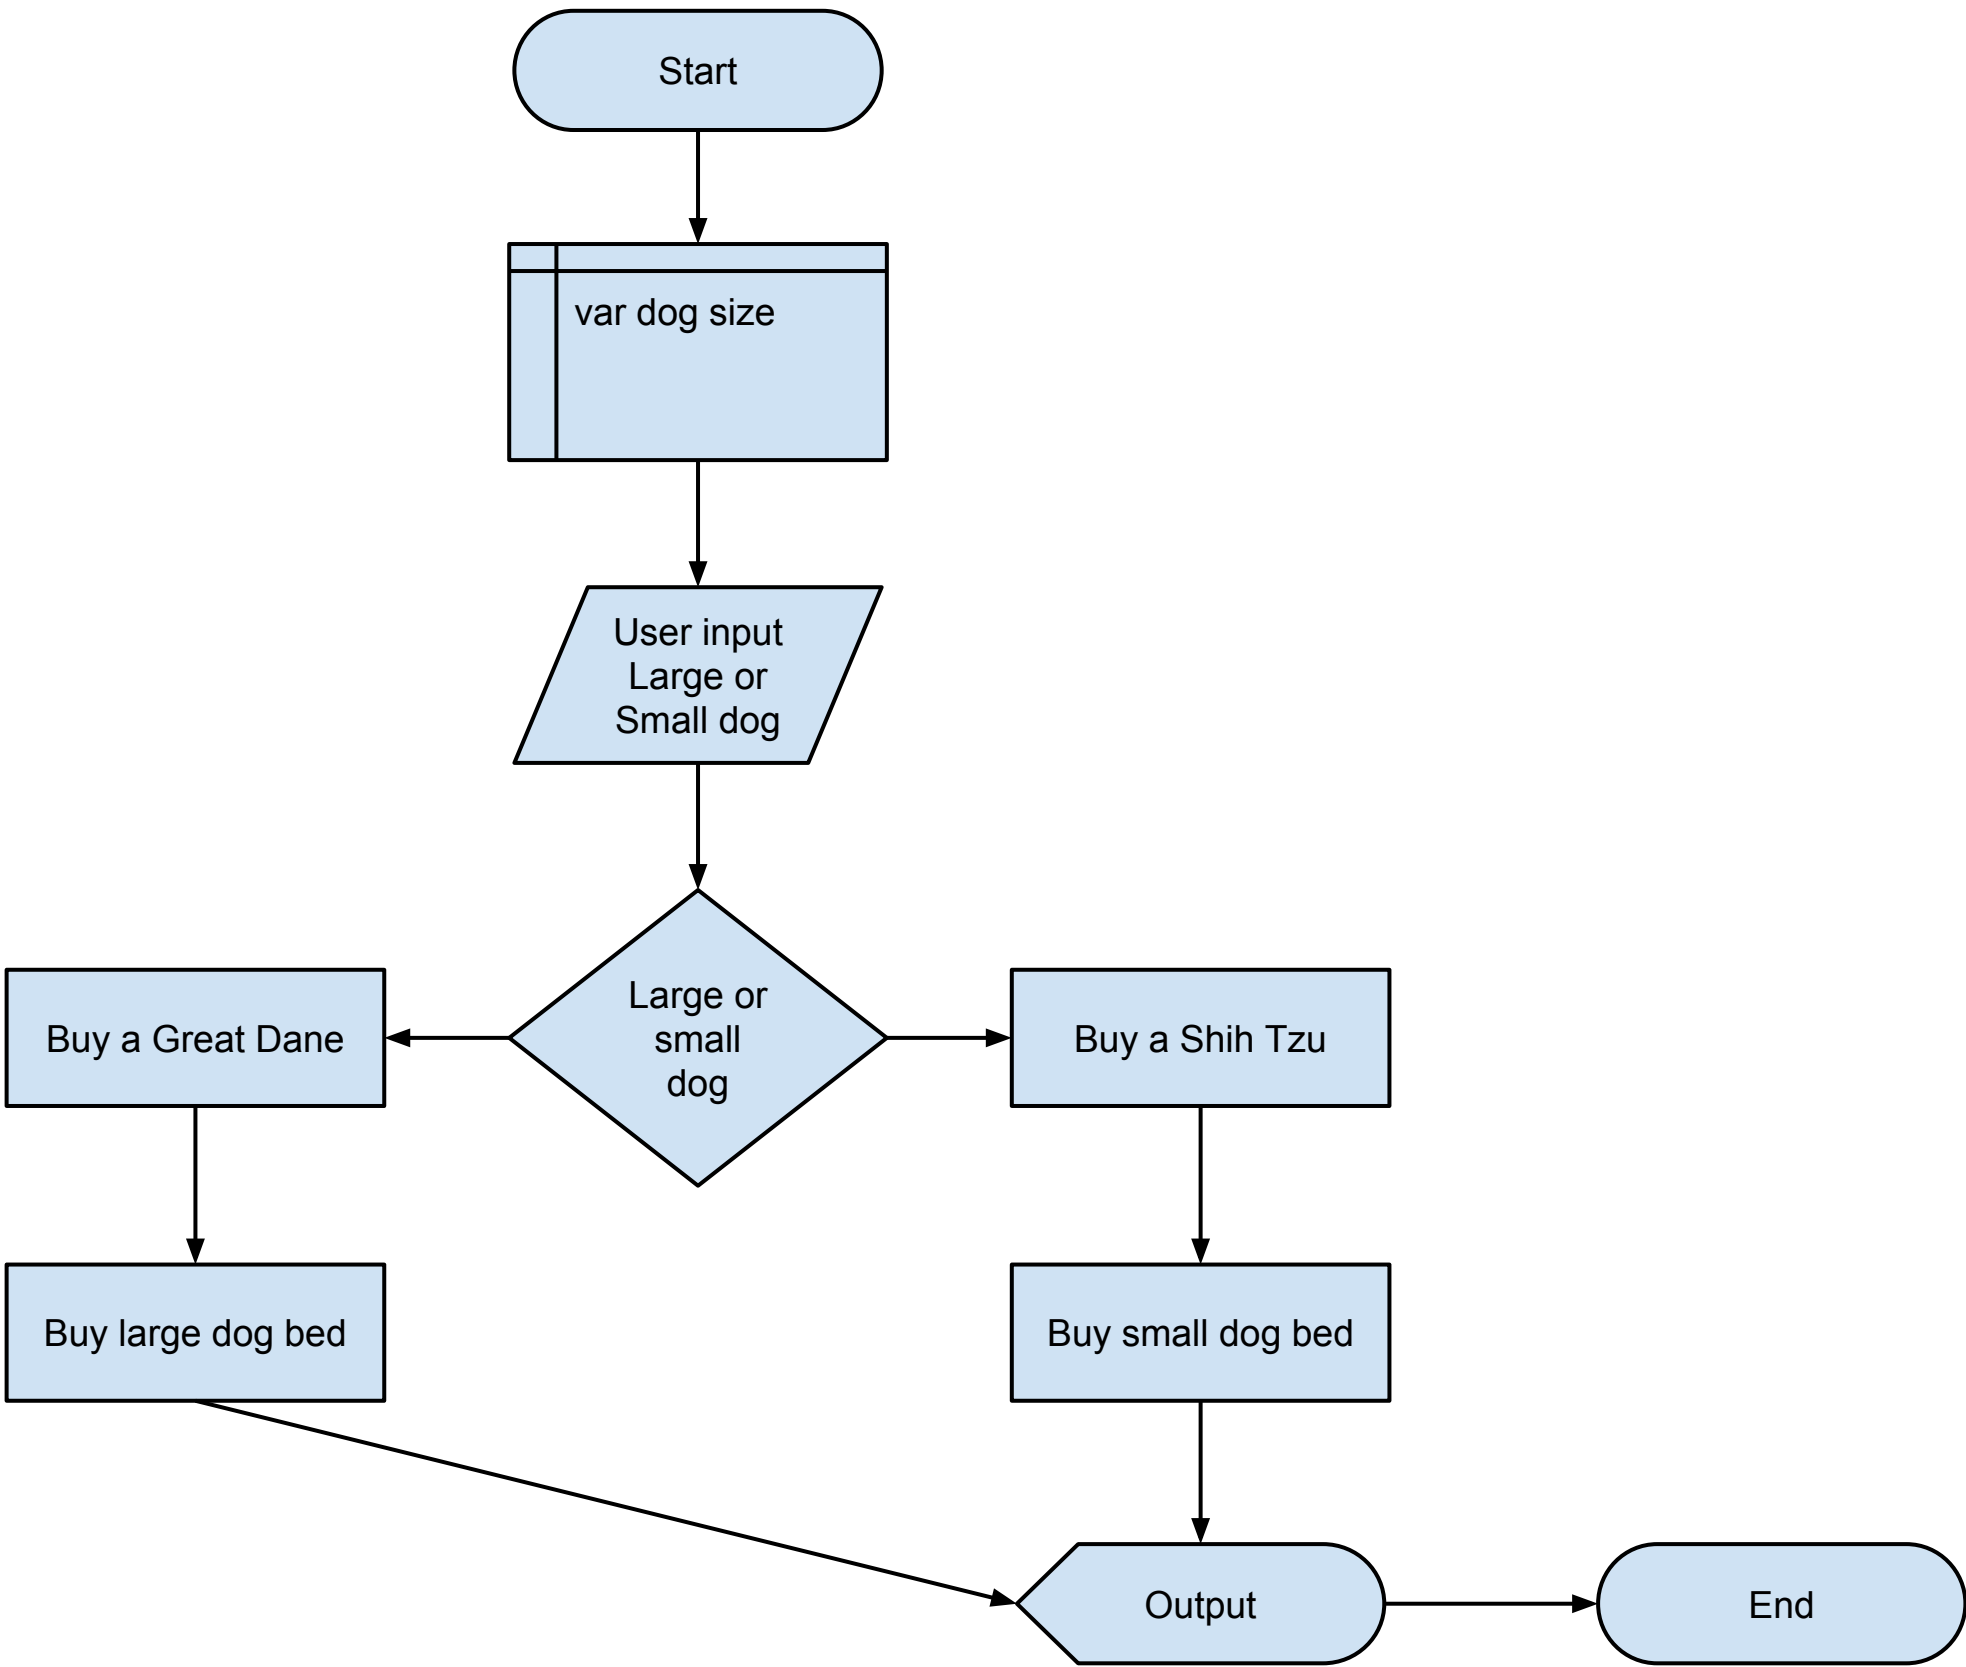 Start
var dog size
User input
Large or
Small dog
Large or
small
dog
Buy a Great Dane
Buy a Shih Tzu
Buy large dog bed
Buy small dog bed
Output
End